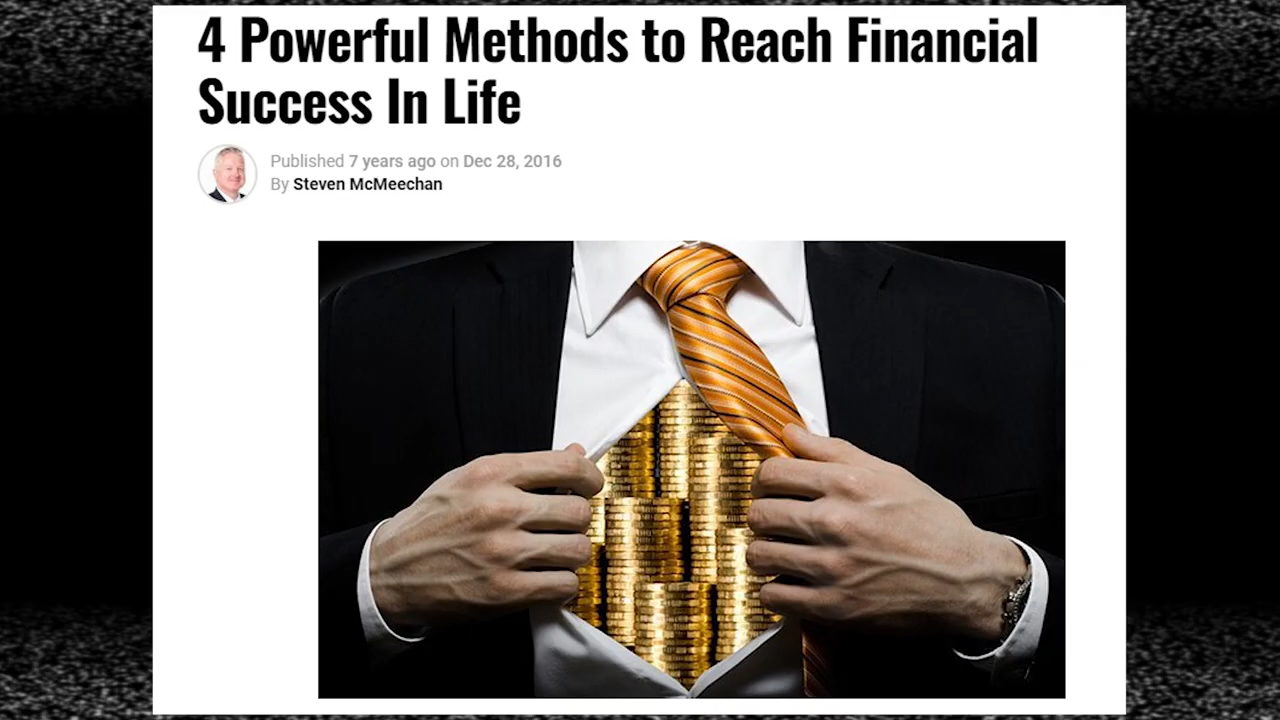 4 Powerful Methods to Reach Financial
Success In Life
Published 7 years ago on Dec 28, 2016
By Steven McMeechan